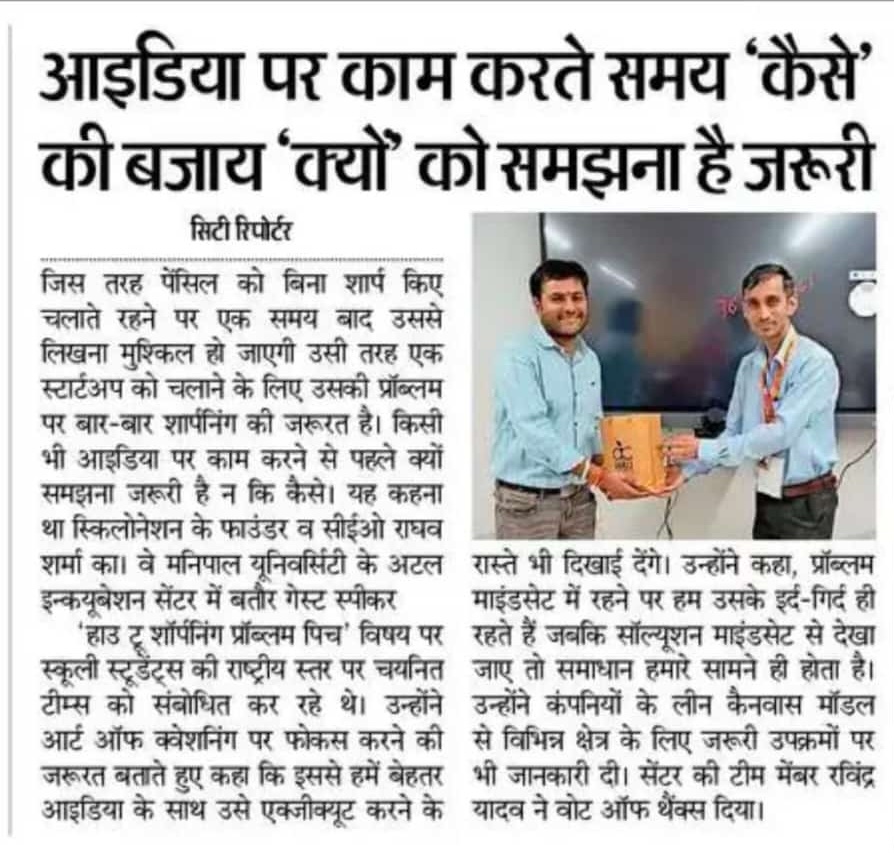 आइडिया पर काम करते समय ‘कैसे’
की बजाय ‘क्यों’ को समझना है जरूरी
सिटी रिपोर्टर
जिस तरह पेंसिल को बिना शार्प किए
चलाते रहने पर एक समय बाद उससे
लिखना मुश्किल हो जाएगी उसी तरह एक
स्टार्टअप को चलाने के लिए उसकी प्रॉब्लम
पर बार-बार शार्पनिंग की जरूरत है। किसी
भी आइडिया पर काम करने से पहले क्यों
समझना जरूरी है न कि कैसे। यह कहना
था स्किलोनेशन के फाउंडर व सीईओ राघव
शर्मा का। वे मनिपाल यूनिवर्सिटी के अटल
इन्क्यूबेशन सेंटर में बतौर गेस्ट स्पीकर
‘हाउ टू शॉर्पनिंग प्रॉब्लम पिच’ विषय पर
स्कूली स्टूडेंट्स की राष्ट्रीय स्तर पर चयनित
टीम्स को संबोधित कर रहे थे। उन्होंने
आर्ट ऑफ क्वेशनिंग पर फोकस करने की
जरूरत बताते हुए कहा कि इससे हमें बेहतर
आइडिया के साथ उसे एक्जीक्यूट करने के
रास्ते भी दिखाई देंगे। उन्होंने कहा, प्रॉब्लम
माइंडसेट में रहने पर हम उसके इर्द-गिर्द ही
रहते हैं जबकि सॉल्यूशन माइंडसेट से देखा
जाए तो समाधान हमारे सामने ही होता है।
उन्होंने कंपनियों के लीन कैनवास मॉडल
से विभिन्न क्षेत्र के लिए जरूरी उपक्रमों पर
भी जानकारी दी। सेंटर की टीम मेंबर रविंद्र
यादव ने वोट ऑफ थैंक्स दिया।